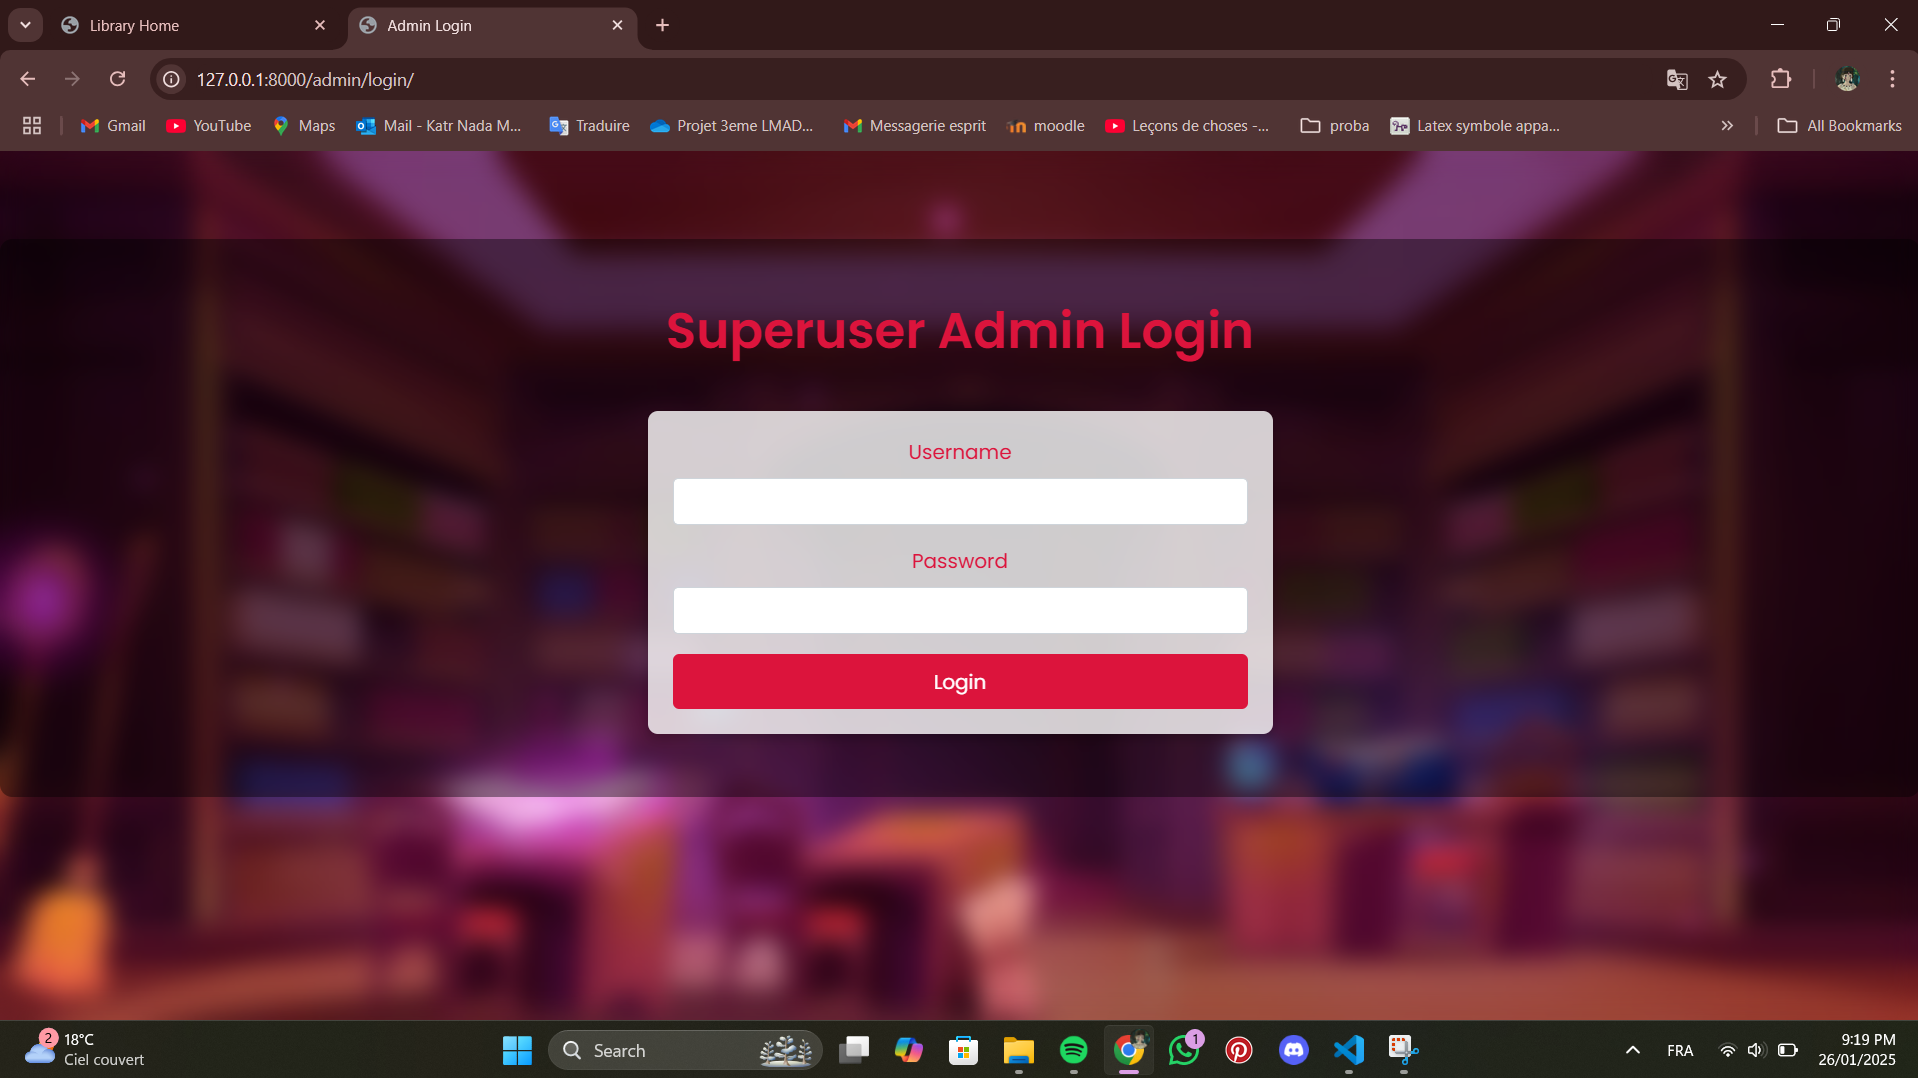 Library Home
Admin Login
127.0.0.1:8000/admin/login/
Gmail
YouTube
Maps
Mail - Katr Nada M...
Traduire
Projet 3eme LMAD...
Messagerie esprit
moodle
Leçons de choses -...
proba
Latex symbole appa...
All Bookmarks
Superuser Admin Login
Username
Password
Login
2
18°C
Ciel couvert
Search
1
FRA
9:19 PM
26/01/2025